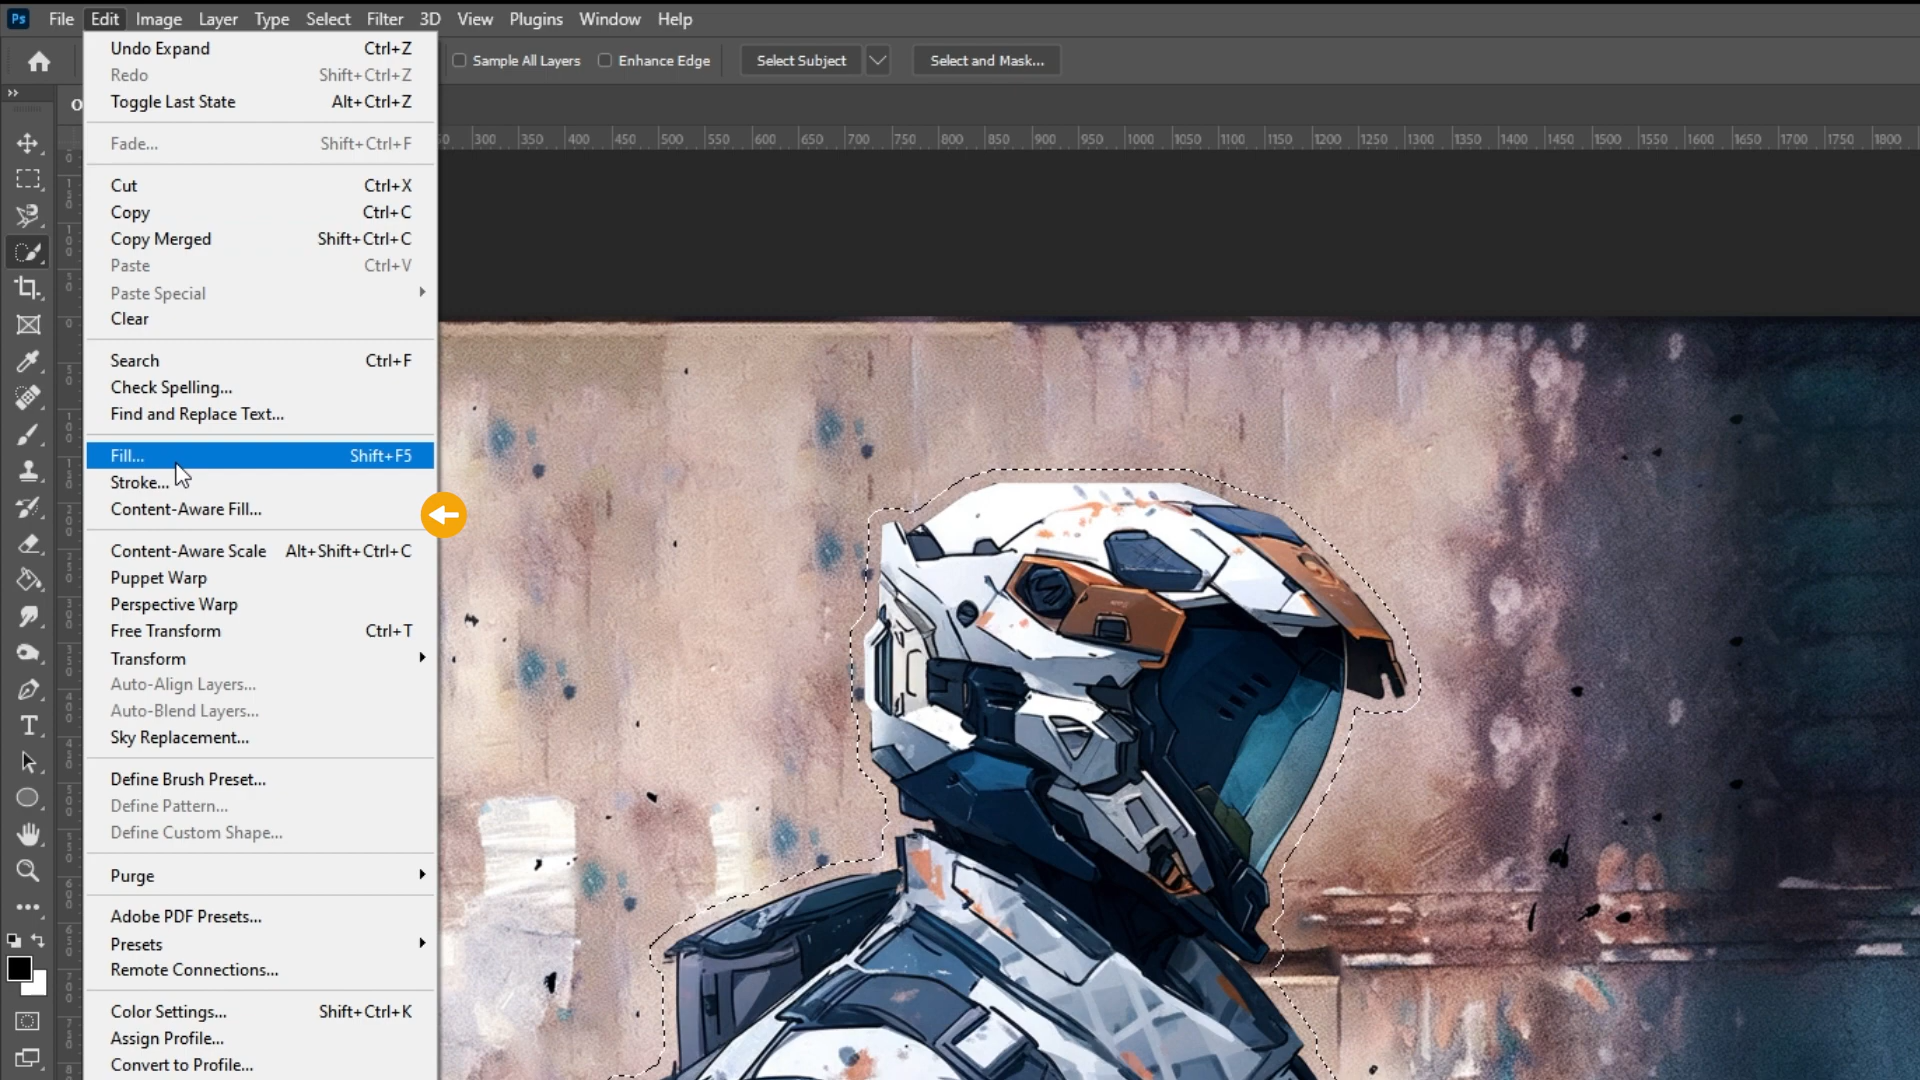 Ps File Edit Image Layer Type Select Filter 3D View Plugins Window Help
Sample All Layers Enhance Edge Select Subject Select and Mask...
Undo Expand Ctrl+Z
Redo Shift+Ctrl+Z
Toggle Last State Alt+Ctrl+Z
Fade... Shift+Ctrl+F
Cut Ctrl+X
Copy Ctrl+C
Copy Merged Shift+Ctrl+C
Paste Ctrl+V
Paste Special
Clear
Search Ctrl+F
Check Spelling...
Find and Replace Text...
Fill... Shift+F5
Stroke...
Content-Aware Fill...
Content-Aware Scale Alt+Shift+Ctrl+C
Puppet Warp
Perspective Warp
Free Transform Ctrl+T
Transform
Auto-Align Layers...
Auto-Blend Layers...
Sky Replacement...
Define Brush Preset...
Define Pattern...
Define Custom Shape...
Purge
Adobe PDF Presets...
Presets
Remote Connections...
Color Settings... Shift+Ctrl+K
Assign Profile...
Convert to Profile...
300 350 400 450 500 550 600 650 700 750 800 850 900 950 1000 1050 1100 1150 1200 1250 1300 1350 1400 1450 1500 1550 1600 1650 1700 1750 1800